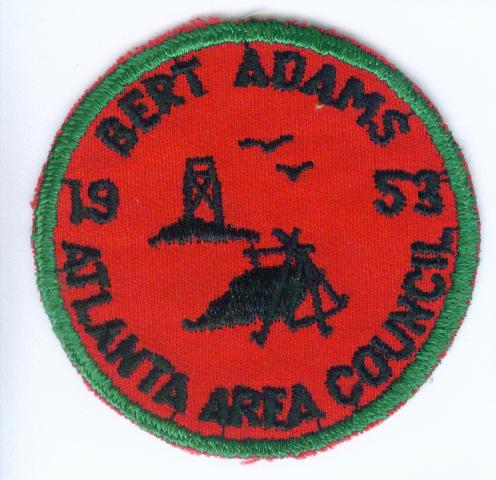 BERT ADAMS
19 53
ATLANTA AREA COUNCIL